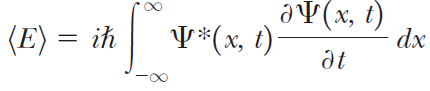 ⟨E⟩ = iħ ∫_{-∞}^{∞} Ψ*(x, t) ∂Ψ(x, t)/∂t dx